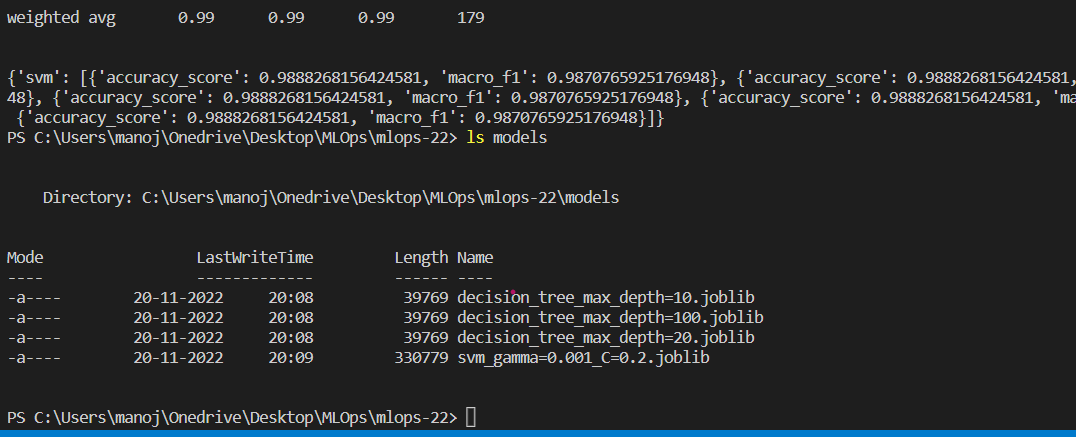 weighted avg       0.99      0.99      0.99       179
{'svm': [{'accuracy_score': 0.9888268156424581, 'macro_f1': 0.9870765925176948}, {'accuracy_score': 0.9888268156424581,
48}, {'accuracy_score': 0.9888268156424581, 'macro_f1': 0.9870765925176948}, {'accuracy_score': 0.9888268156424581, 'ma
{'accuracy_score': 0.9888268156424581, 'macro_f1': 0.9870765925176948}]}
PS C:\Users\manoj\Onedrive\Desktop\MLOps\mlops-22> ls models
Directory: C:\Users\manoj\Onedrive\Desktop\MLOps\mlops-22\models
Mode                 LastWriteTime         Length Name
----                 -------------         ------ ----
-a----        20-11-2022     20:08          39769 decision_tree_max_depth=10.joblib
-a----        20-11-2022     20:08          39769 decision_tree_max_depth=100.joblib
-a----        20-11-2022     20:08          39769 decision_tree_max_depth=20.joblib
-a----        20-11-2022     20:09         330779 svm_gamma=0.001_C=0.2.joblib
PS C:\Users\manoj\Onedrive\Desktop\MLOps\mlops-22>